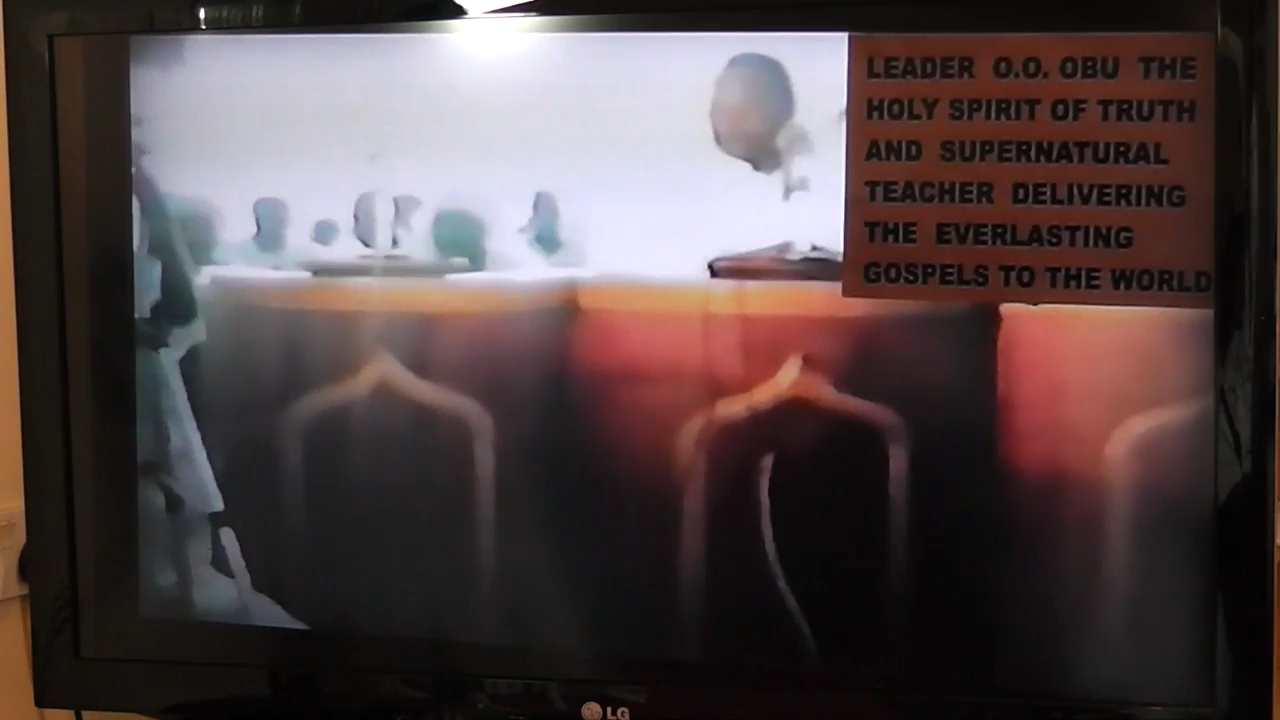 LEADER O.O. OBU THE
HOLY SPIRIT OF TRUTH
AND SUPERNATURAL
TEACHER DELIVERING
THE EVERLASTING
GOSPELS TO THE WORLD
LG